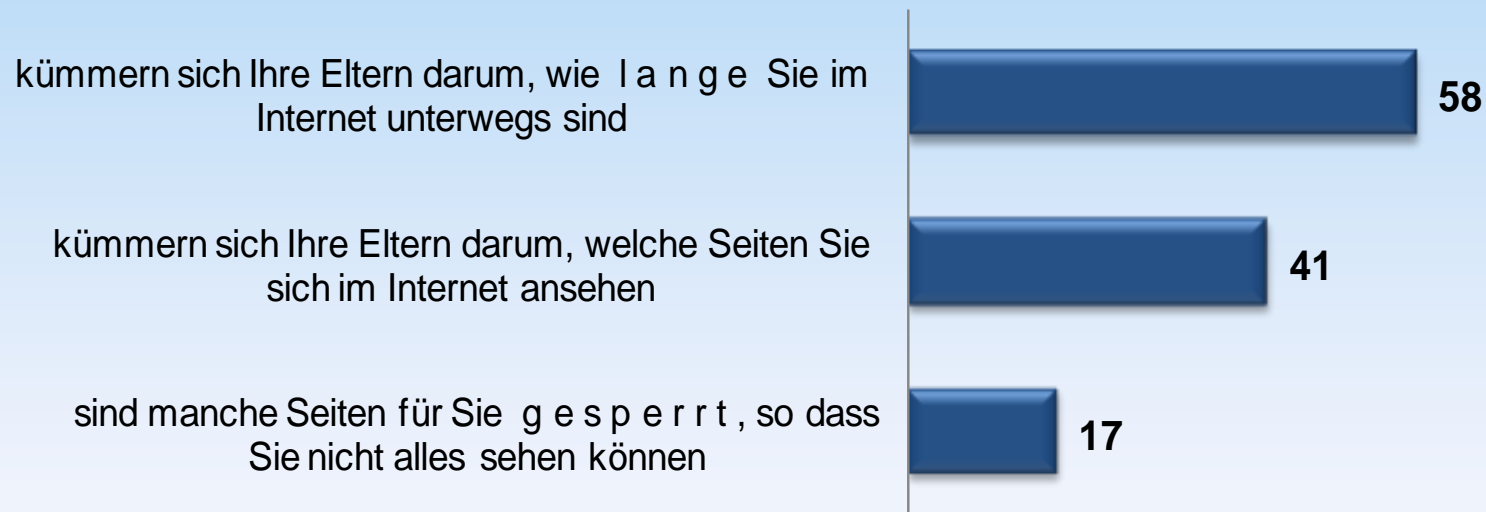 kümmern sich Ihre Eltern darum, wie l a n g e Sie im
Internet unterwegs sind
58
kümmern sich Ihre Eltern darum, welche Seiten Sie
sich im Internet ansehen
41
sind manche Seiten für Sie g e s p e r r t , so dass
Sie nicht alles sehen können
17